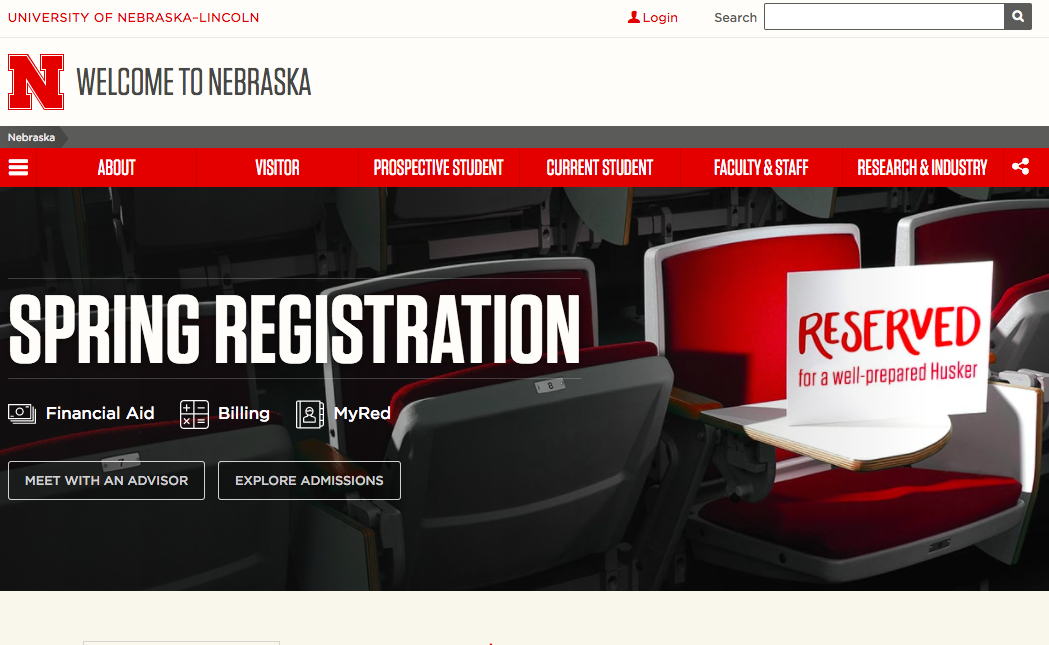 UNIVERSITY OF NEBRASKA–LINCOLN
Login
Search
N
WELCOME TO NEBRASKA
Nebraska
ABOUT
VISITOR
PROSPECTIVE STUDENT
CURRENT STUDENT
FACULTY & STAFF
RESEARCH & INDUSTRY
SPRING REGISTRATION
RESERVED
for a well-prepared Husker
8
Financial Aid
Billing
MyRed
7
MEET WITH AN ADVISOR
EXPLORE ADMISSIONS